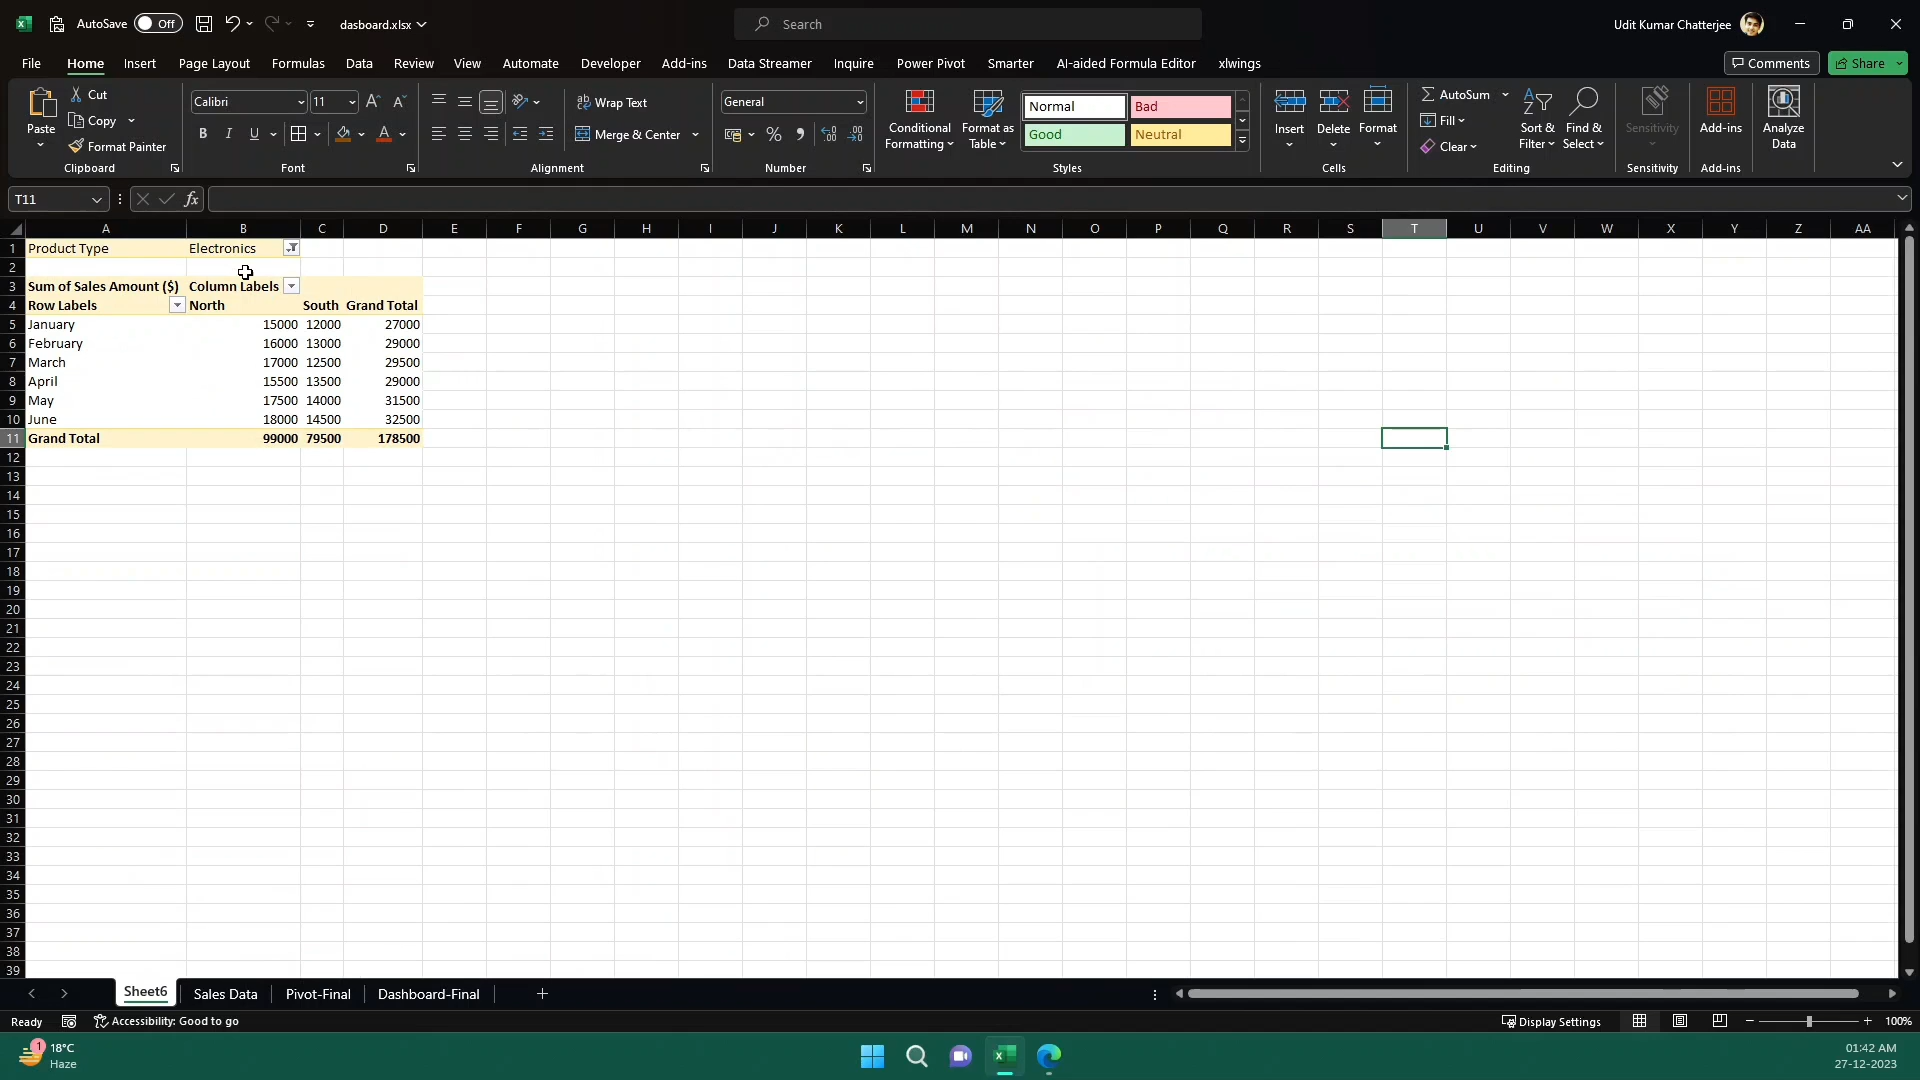 AutoSave Off dasboard.xlsx Search Udit Kumar Chatterjee
File Home Insert Page Layout Formulas Data Review View Automate Developer Add-ins Data Streamer Inquire Power Pivot Smarter AI-aided Formula Editor xlwings Comments Share
Paste Cut Copy Format Painter Clipboard
Calibri 11 B I U Font
Wrap Text Merge & Center Alignment
General % Number
Conditional Formatting Format as Table Normal Bad Good Neutral Styles
Insert Delete Format Cells
AutoSum Fill Clear Sort & Filter Find & Select Editing
Sensitivity Sensitivity
Add-ins Add-ins
Analyze Data
T11 fx
A B C D E F G H I J K L M N O P Q R S T U V W X Y Z AA
1 Product Type Electronics
2
3 Sum of Sales Amount ($) Column Labels
4 Row Labels North South Grand Total
5 January 15000 12000 27000
6 February 16000 13000 29000
7 March 17000 12500 29500
8 April 15500 13500 29000
9 May 17500 14000 31500
10 June 18000 14500 32500
11 Grand Total 99000 79500 178500
12
13
14
15
16
17
18
19
20
21
22
23
24
25
26
27
28
29
30
31
32
33
34
35
36
37
38
39
Sheet6 Sales Data Pivot-Final Dashboard-Final
Ready Accessibility: Good to go Display Settings 100%
1 18°C 01:42 AM
Haze 27-12-2023